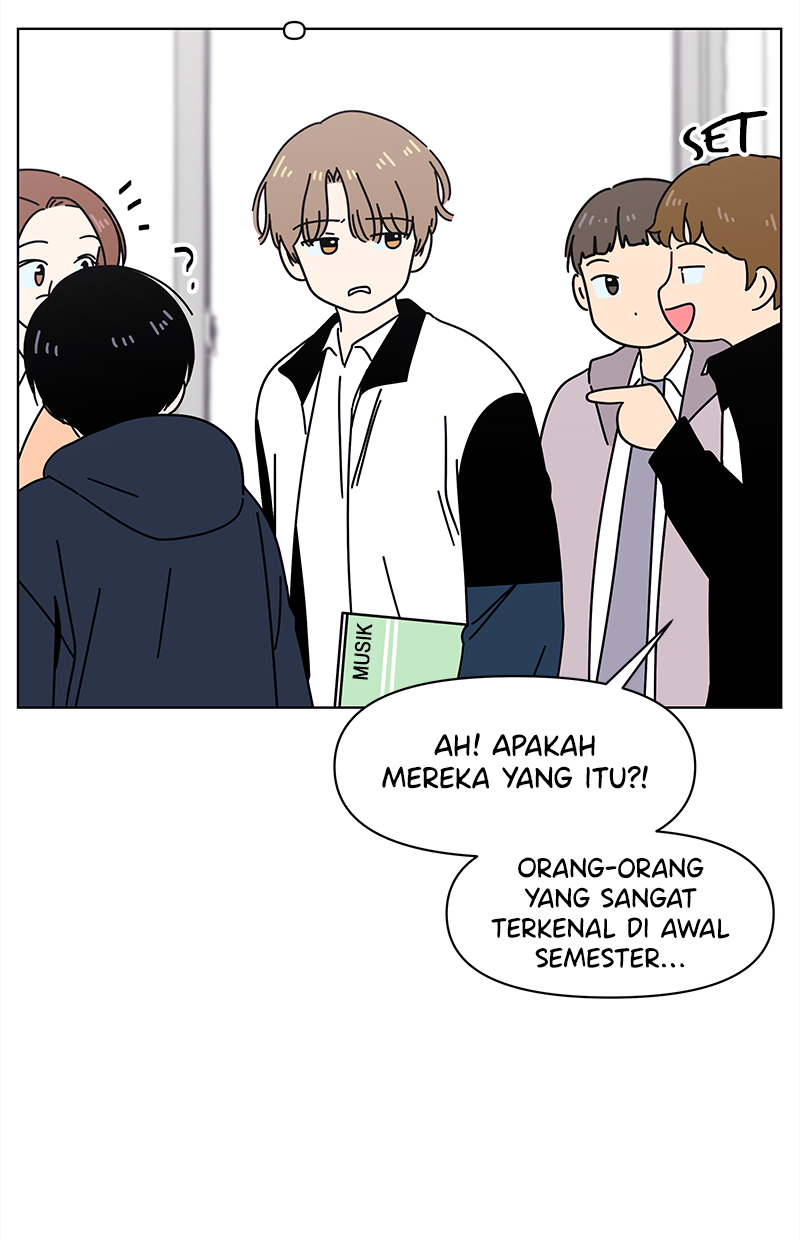 SET
?
MUSIK
AH! APAKAH
MEREKA YANG ITU?!
ORANG-ORANG
YANG SANGAT
TERKENAL DI AWAL
SEMESTER...